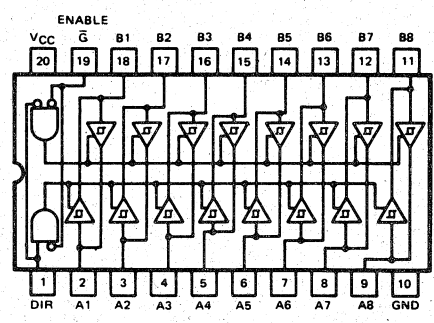 ENABLE
VCC G̅ B1 B2 B3 B4 B5 B6 B7 B8
20 19 18 17 16 15 14 13 12 11
1 2 3 4 5 6 7 8 9 10
DIR A1 A2 A3 A4 A5 A6 A7 A8 GND